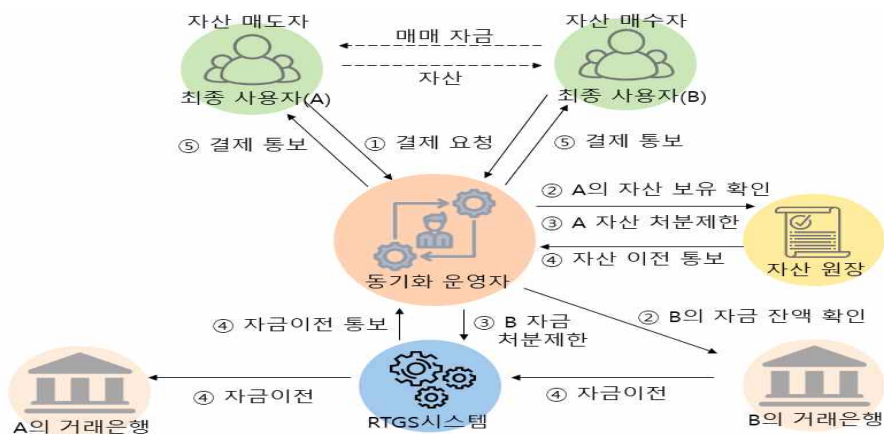 자산 매도자
자산 매수자
매매 자금
자산
최종 사용자(A)
최종 사용자(B)
⑤ 결제 통보
① 결제 요청
⑤ 결제 통보
② A의 자산 보유 확인
③ A 자산 처분제한
④ 자산 이전 통보
동기화 운영자
자산 원장
④ 자금이전 통보
③ B 자금
처분제한
② B의 자금 잔액 확인
④ 자금이전
④ 자금이전
A의 거래은행
RTGS시스템
B의 거래은행